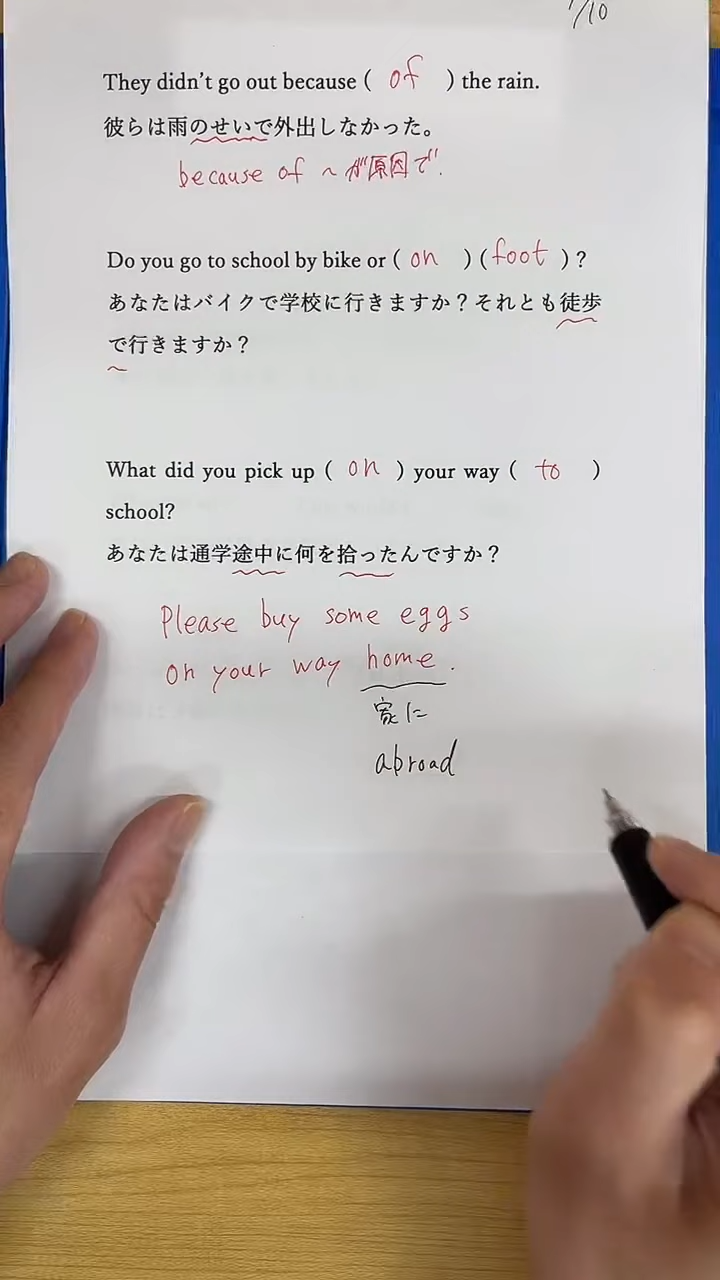 1/10
They didn't go out because ( of ) the rain.
彼らは雨のせいで外出しなかった。
because of ～が原因で.
Do you go to school by bike or ( on ) ( foot ) ?
あなたはバイクで学校に行きますか？それとも徒歩
で行きますか？
What did you pick up ( on ) your way ( to )
school?
あなたは通学途中に何を拾ったんですか？
Please buy some eggs
on your way home.
家に
abroad